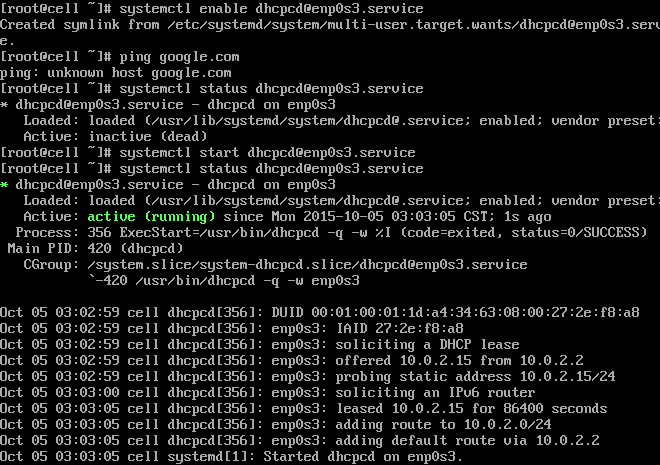 [root@cell ~]# systemctl enable dhcpcd@enp0s3.service
Created symlink from /etc/systemd/system/multi-user.target.wants/dhcpcd@enp0s3.serv
e.
[root@cell ~]# ping google.com
ping: unknown host google.com
[root@cell ~]# systemctl status dhcpcd@enp0s3.service
* dhcpcd@enp0s3.service - dhcpcd on enp0s3
Loaded: loaded (/usr/lib/systemd/system/dhcpcd@.service; enabled; vendor preset:
Active: inactive (dead)
[root@cell ~]# systemctl start dhcpcd@enp0s3.service
[root@cell ~]# systemctl status dhcpcd@enp0s3.service
* dhcpcd@enp0s3.service - dhcpcd on enp0s3
Loaded: loaded (/usr/lib/systemd/system/dhcpcd@.service; enabled; vendor preset:
Active: active (running) since Mon 2015-10-05 03:03:05 CST; 1s ago
Process: 356 ExecStart=/usr/bin/dhcpcd -q -w %I (code=exited, status=0/SUCCESS)
Main PID: 420 (dhcpcd)
CGroup: /system.slice/system-dhcpcd.slice/dhcpcd@enp0s3.service
`-420 /usr/bin/dhcpcd -q -w enp0s3
Oct 05 03:02:59 cell dhcpcd[356]: DUID 00:01:00:01:1d:a4:34:63:08:00:27:2e:f8:a8
Oct 05 03:02:59 cell dhcpcd[356]: enp0s3: IAID 27:2e:f8:a8
Oct 05 03:02:59 cell dhcpcd[356]: enp0s3: soliciting a DHCP lease
Oct 05 03:02:59 cell dhcpcd[356]: enp0s3: offered 10.0.2.15 from 10.0.2.2
Oct 05 03:02:59 cell dhcpcd[356]: enp0s3: probing static address 10.0.2.15/24
Oct 05 03:03:00 cell dhcpcd[356]: enp0s3: soliciting an IPv6 router
Oct 05 03:03:05 cell dhcpcd[356]: enp0s3: leased 10.0.2.15 for 86400 seconds
Oct 05 03:03:05 cell dhcpcd[356]: enp0s3: adding route to 10.0.2.0/24
Oct 05 03:03:05 cell dhcpcd[356]: enp0s3: adding default route via 10.0.2.2
Oct 05 03:03:05 cell systemd[1]: Started dhcpcd on enp0s3.